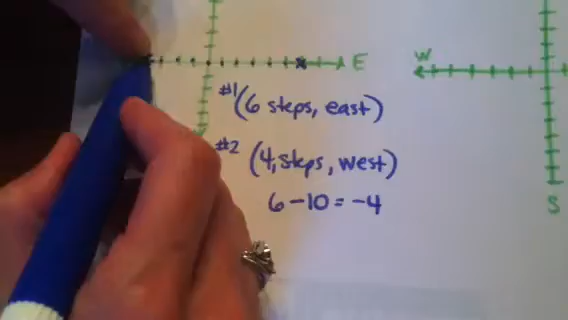 E
W
#1 (6 steps, east)
#2 (4, steps, west)
6 - 10 = -4
S